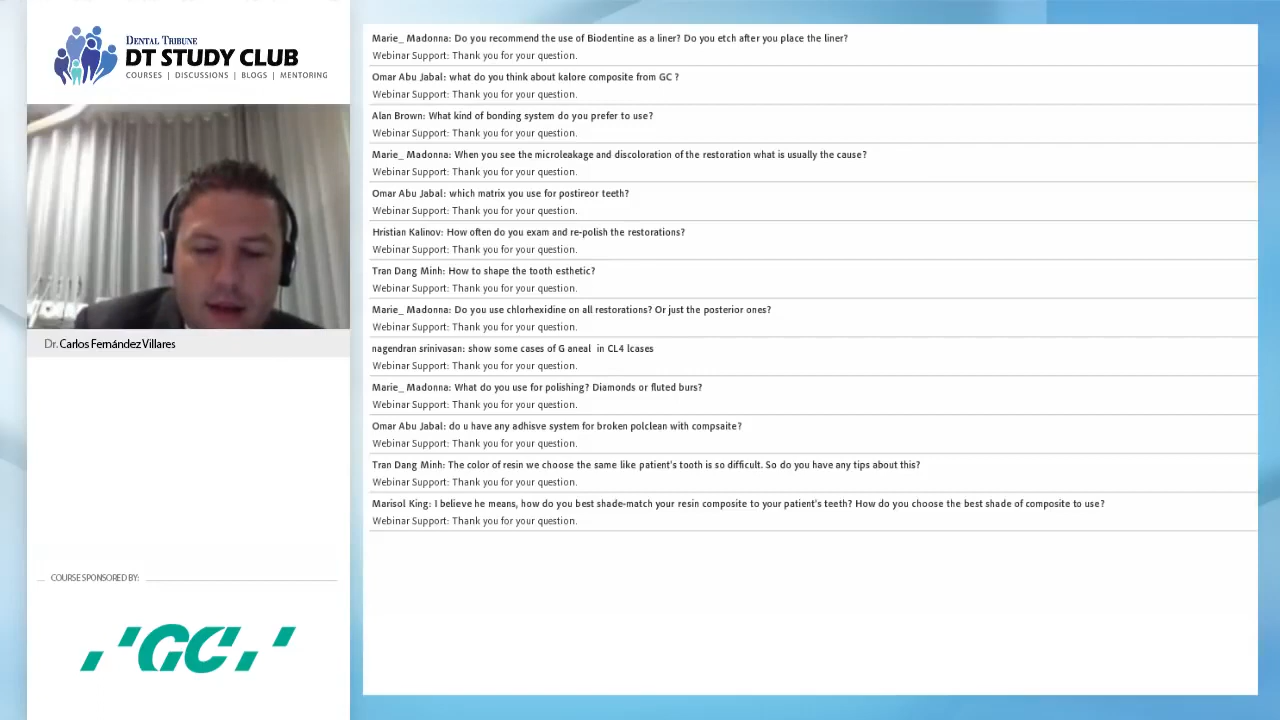 DENTAL TRIBUNE
DT STUDY CLUB
COURSES | DISCUSSIONS | BLOGS | MENTORING
Dr. Carlos Fernández Villares
COURSE SPONSORED BY:
GC
Marie_ Madonna: Do you recommend the use of Biodentine as a liner? Do you etch after you place the liner?
Webinar Support: Thank you for your question.
Omar Abu Jabal: what do you think about kalore composite from GC ?
Webinar Support: Thank you for your question.
Alan Brown: What kind of bonding system do you prefer to use?
Webinar Support: Thank you for your question.
Marie_ Madonna: When you see the microleakage and discoloration of the restoration what is usually the cause?
Webinar Support: Thank you for your question.
Omar Abu Jabal: which matrix you use for postireor teeth?
Webinar Support: Thank you for your question.
Hristian Kalinov: How often do you exam and re-polish the restorations?
Webinar Support: Thank you for your question.
Tran Dang Minh: How to shape the tooth esthetic?
Webinar Support: Thank you for your question.
Marie_ Madonna: Do you use chlorhexidine on all restorations? Or just the posterior ones?
Webinar Support: Thank you for your question.
nagendran srinivasan: show some cases of G aneal in CL4 lcases
Webinar Support: Thank you for your question.
Marie_ Madonna: What do you use for polishing? Diamonds or fluted burs?
Webinar Support: Thank you for your question.
Omar Abu Jabal: do u have any adhisve system for broken polclean with compsaite?
Webinar Support: Thank you for your question.
Tran Dang Minh: The color of resin we choose the same like patient's tooth is so difficult. So do you have any tips about this?
Webinar Support: Thank you for your question.
Marisol King: I believe he means, how do you best shade-match your resin composite to your patient's teeth? How do you choose the best shade of composite to use?
Webinar Support: Thank you for your question.